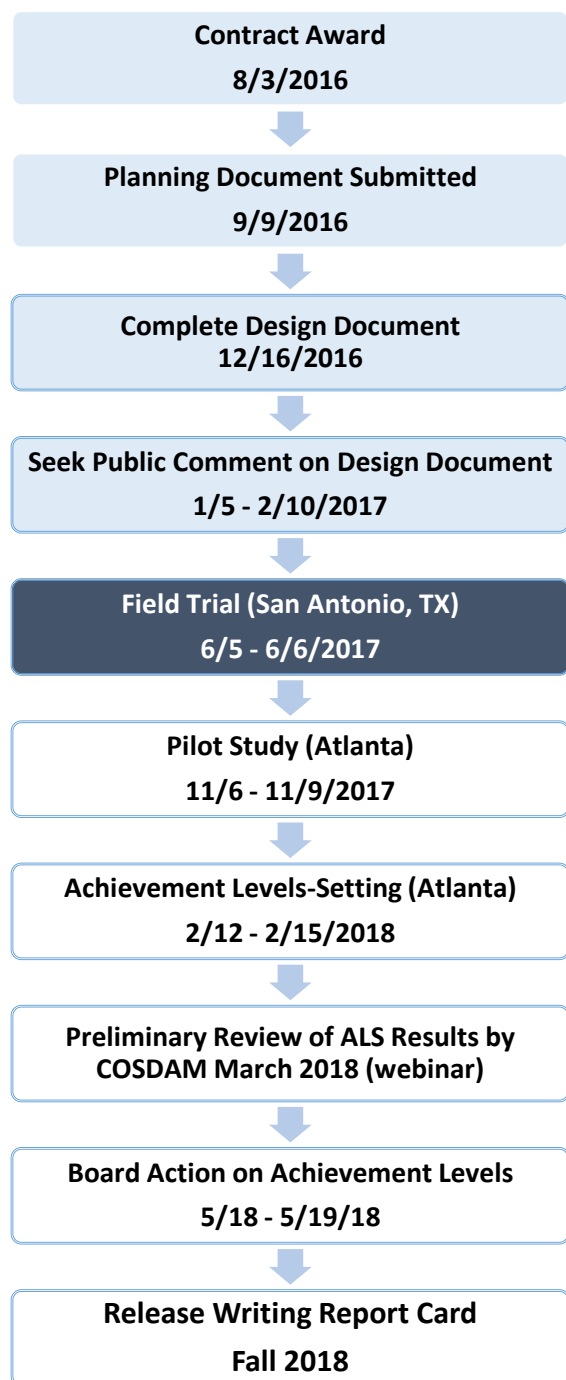 Contract Award
8/3/2016
Planning Document Submitted
9/9/2016
Complete Design Document
12/16/2016
Seek Public Comment on Design Document
1/5 - 2/10/2017
Field Trial (San Antonio, TX)
6/5 - 6/6/2017
Pilot Study (Atlanta)
11/6 - 11/9/2017
Achievement Levels-Setting (Atlanta)
2/12 - 2/15/2018
Preliminary Review of ALS Results by
COSDAM March 2018 (webinar)
Board Action on Achievement Levels
5/18 - 5/19/18
Release Writing Report Card
Fall 2018